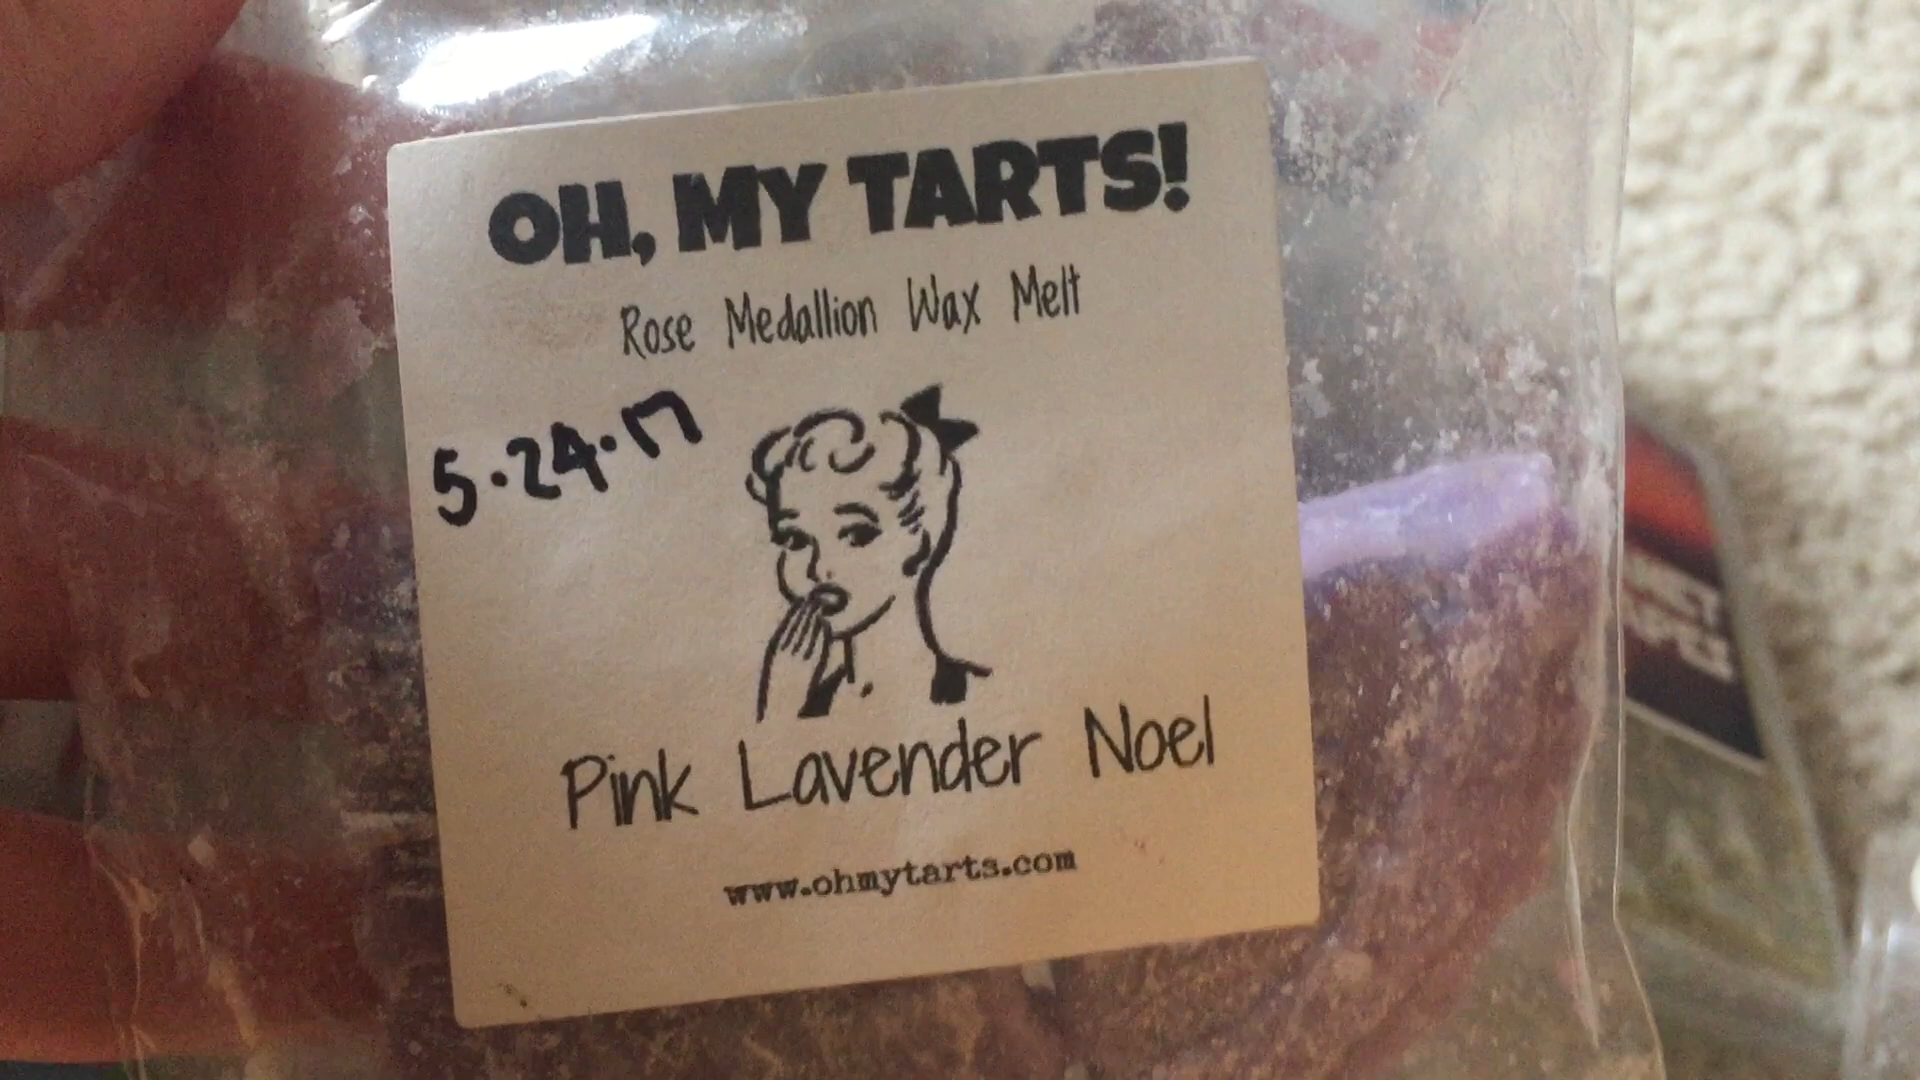 OH, MY TARTS!
Rose Medallion Wax Melt
5.24.17
Pink Lavender Noel
www.ohmytarts.com